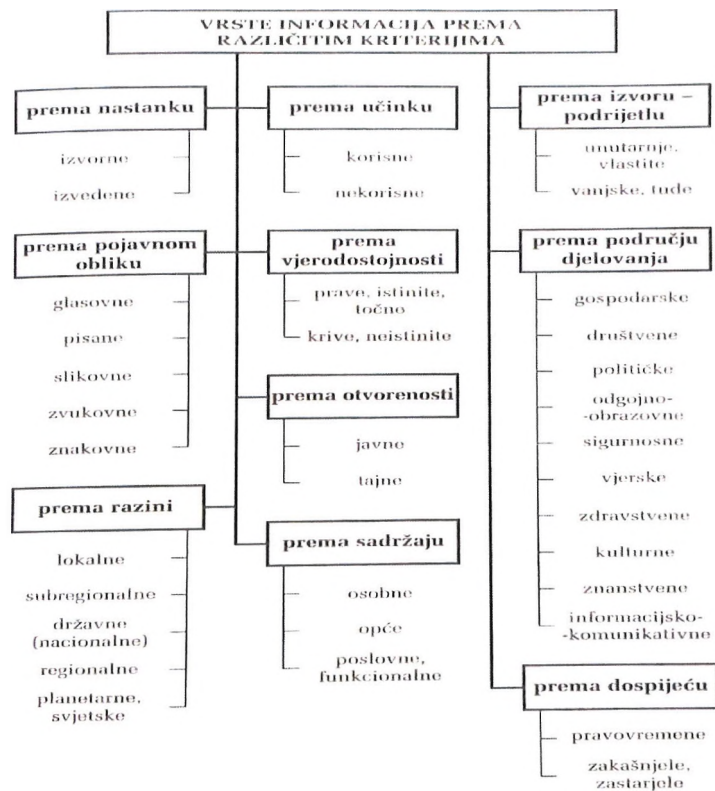 VRSTE INFORMACIJA PREMA
RAZLIČITIM KRITERIJIMA
prema nastanku
izvorne
izvedene
prema pojavnom
obliku
glasovne
pisane
slikovne
zvukovne
znakovne
prema razini
lokalne
subregionalne
državne
(nacionalne)
regionalne
planetarne,
svjetske
prema učinku
korisne
nekorisne
prema
vjerodostojnosti
prave, istinite,
točno
krive, neistinite
prema otvorenosti
javne
tajne
prema sadržaju
osobne
opće
poslovne,
funkcionalne
prema izvoru –
podrijetlu
unutarnje,
vlastite
vanjske, tuđe
prema području
djelovanja
gospodarske
društvene
političke
odgojno-
-obrazovne
sigurnosne
vjerske
zdravstvene
kulturne
znanstvene
informacijsko-
-komunikativne
prema dospijeću
pravovremene
zakašnjele,
zastarjele